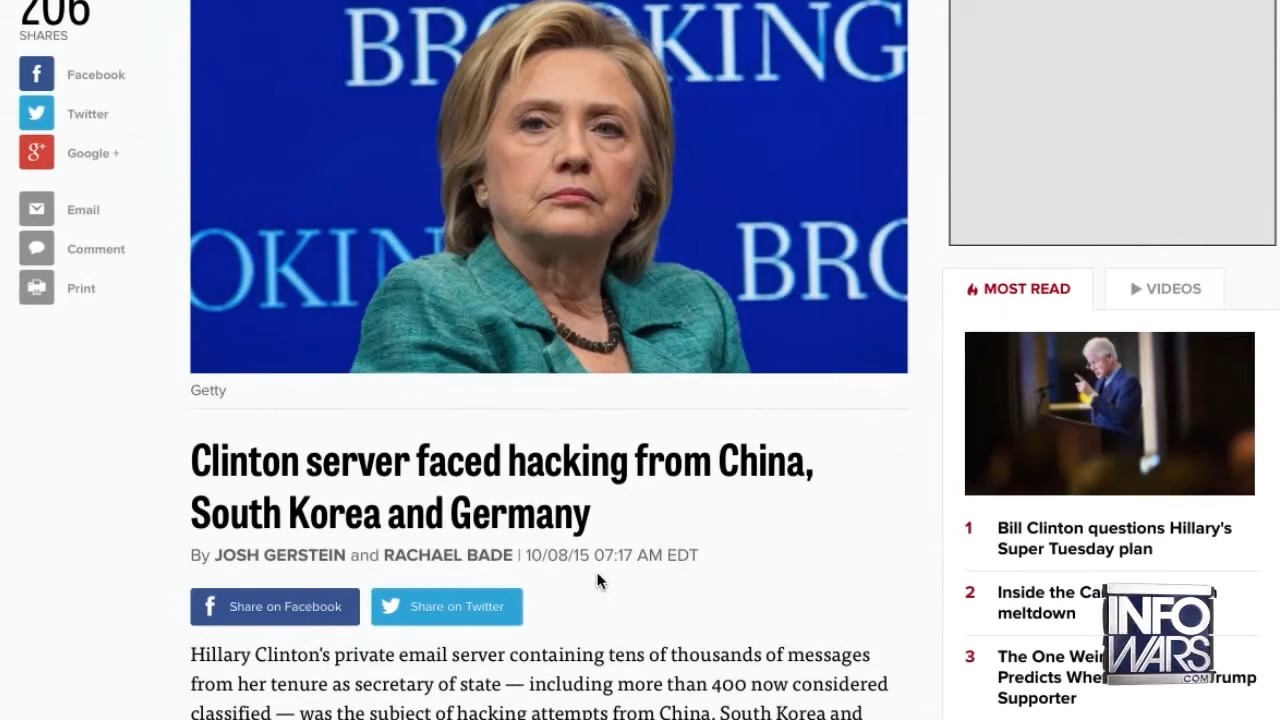 206
SHARES
f
Facebook
Twitter
g+
Google +
Email
Comment
Print
BROOKING
OKIN
BRO
Getty
Clinton server faced hacking from China,
South Korea and Germany
By JOSH GERSTEIN and RACHAEL BADE | 10/08/15 07:17 AM EDT
f Share on Facebook
Share on Twitter
Hillary Clinton's private email server containing tens of thousands of messages
from her tenure as secretary of state — including more than 400 now considered
classified — was the subject of hacking attempts from China, South Korea and
MOST READ
VIDEOS
1 Bill Clinton questions Hillary's
Super Tuesday plan
2 Inside the
meltdown
3 The One
Predicts Trump
Supporter
INFO
WARS
.COM